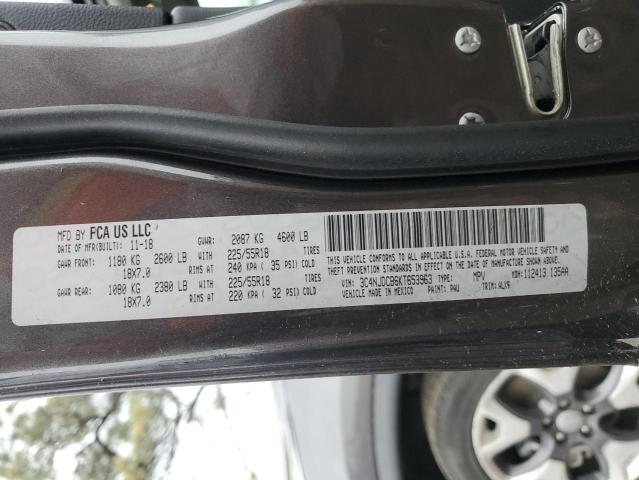 MFD BY FCA US LLC
DATE OF MFR(BUILT): 11-18 GVWR: 2087 KG 4600 LB
GAWR FRONT: 1180 KG 2600 LB 225/55R18 TIRES
18X7.0 RIMS AT 240 KPA ( 35 PSI) COLD
GAWR REAR: 1080 KG 2380 LB 225/55R18 TIRES
18X7.0 RIMS AT 220 KPA ( 32 PSI) COLD
THIS VEHICLE CONFORMS TO ALL APPLICABLE U.S.A. FEDERAL MOTOR VEHICLE SAFETY, BUMPER, AND
THEFT PREVENTION STANDARDS IN EFFECT ON THE DATE OF MANUFACTURE SHOWN ABOVE.
VIN: 3C4NJDCB6KT653963 TYPE: MPV MDH: 112413 135AA
VEHICLE MADE IN MEXICO PAINT: PAU TRIM: